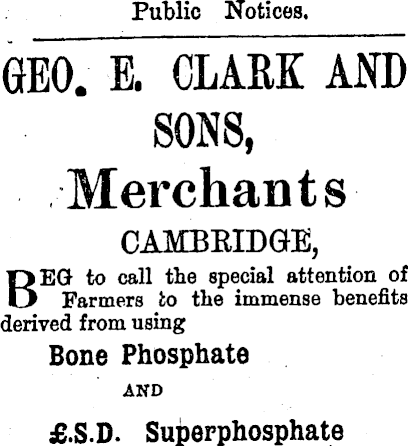 Public Notices.
GEO. E. CLARK AND
SONS,
Merchants
CAMBRIDGE,
BEG to call the special attention of
Farmers to the immense benefits
derived from using
Bone Phosphate
AND
£.S.D. Superphosphate